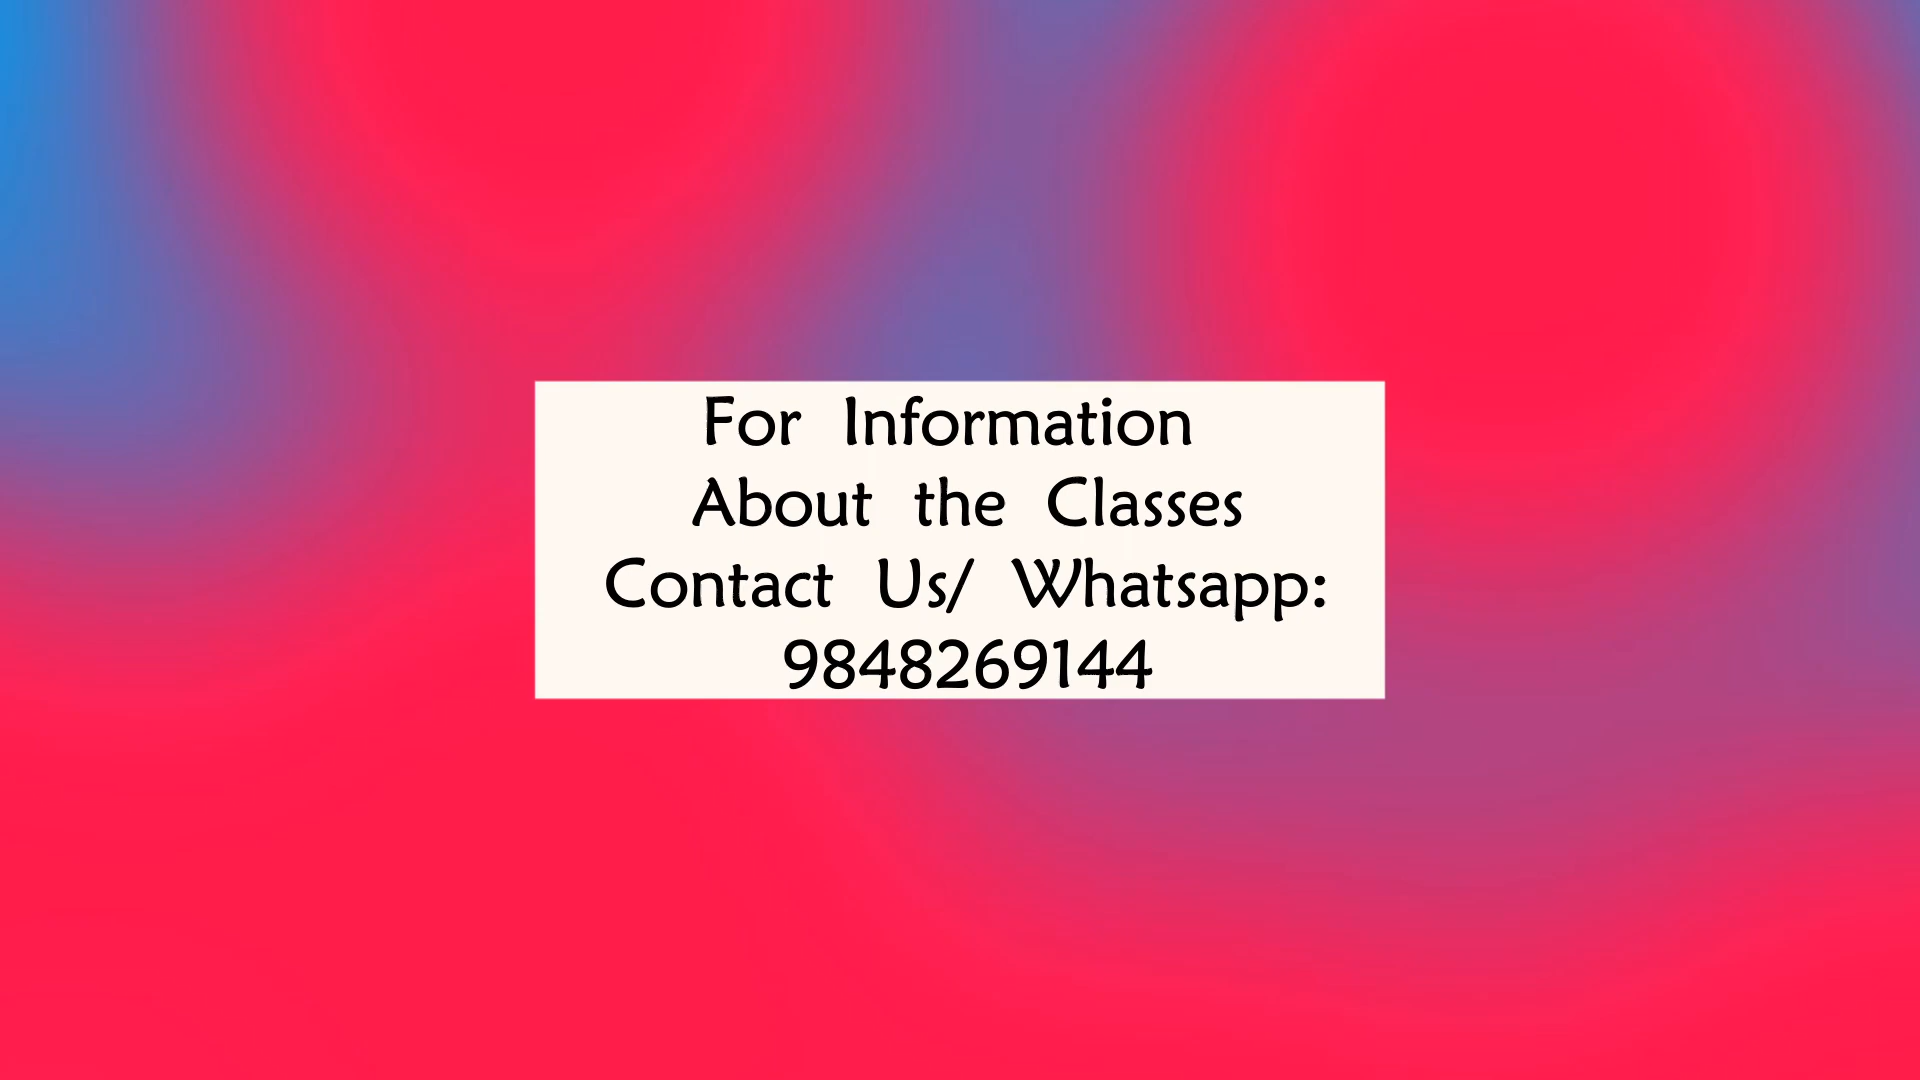 For Information
About the Classes
Contact Us/ Whatsapp:
9848269144